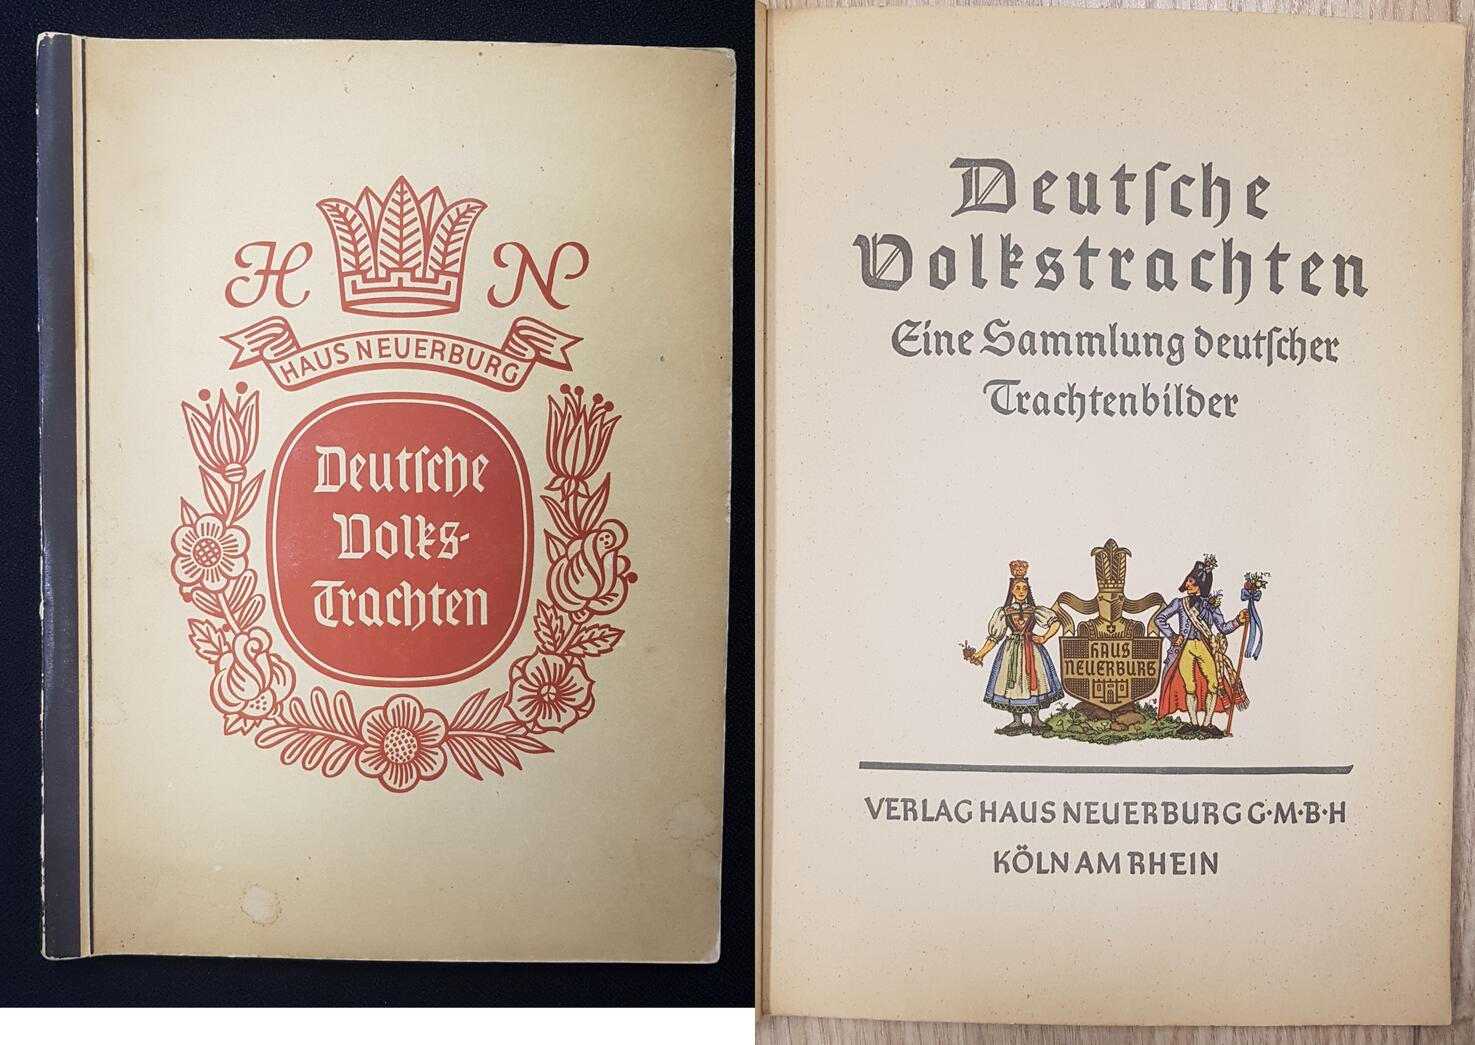 H N
HAUS NEUERBURG
Deutſche
Volks-
Trachten
Deutſche
Volkstrachten
Eine Sammlung deutſcher
Trachtenbilder
HAUS
NEUERBURG
VERLAG HAUS NEUERBURG G·M·B·H
KÖLN AM RHEIN